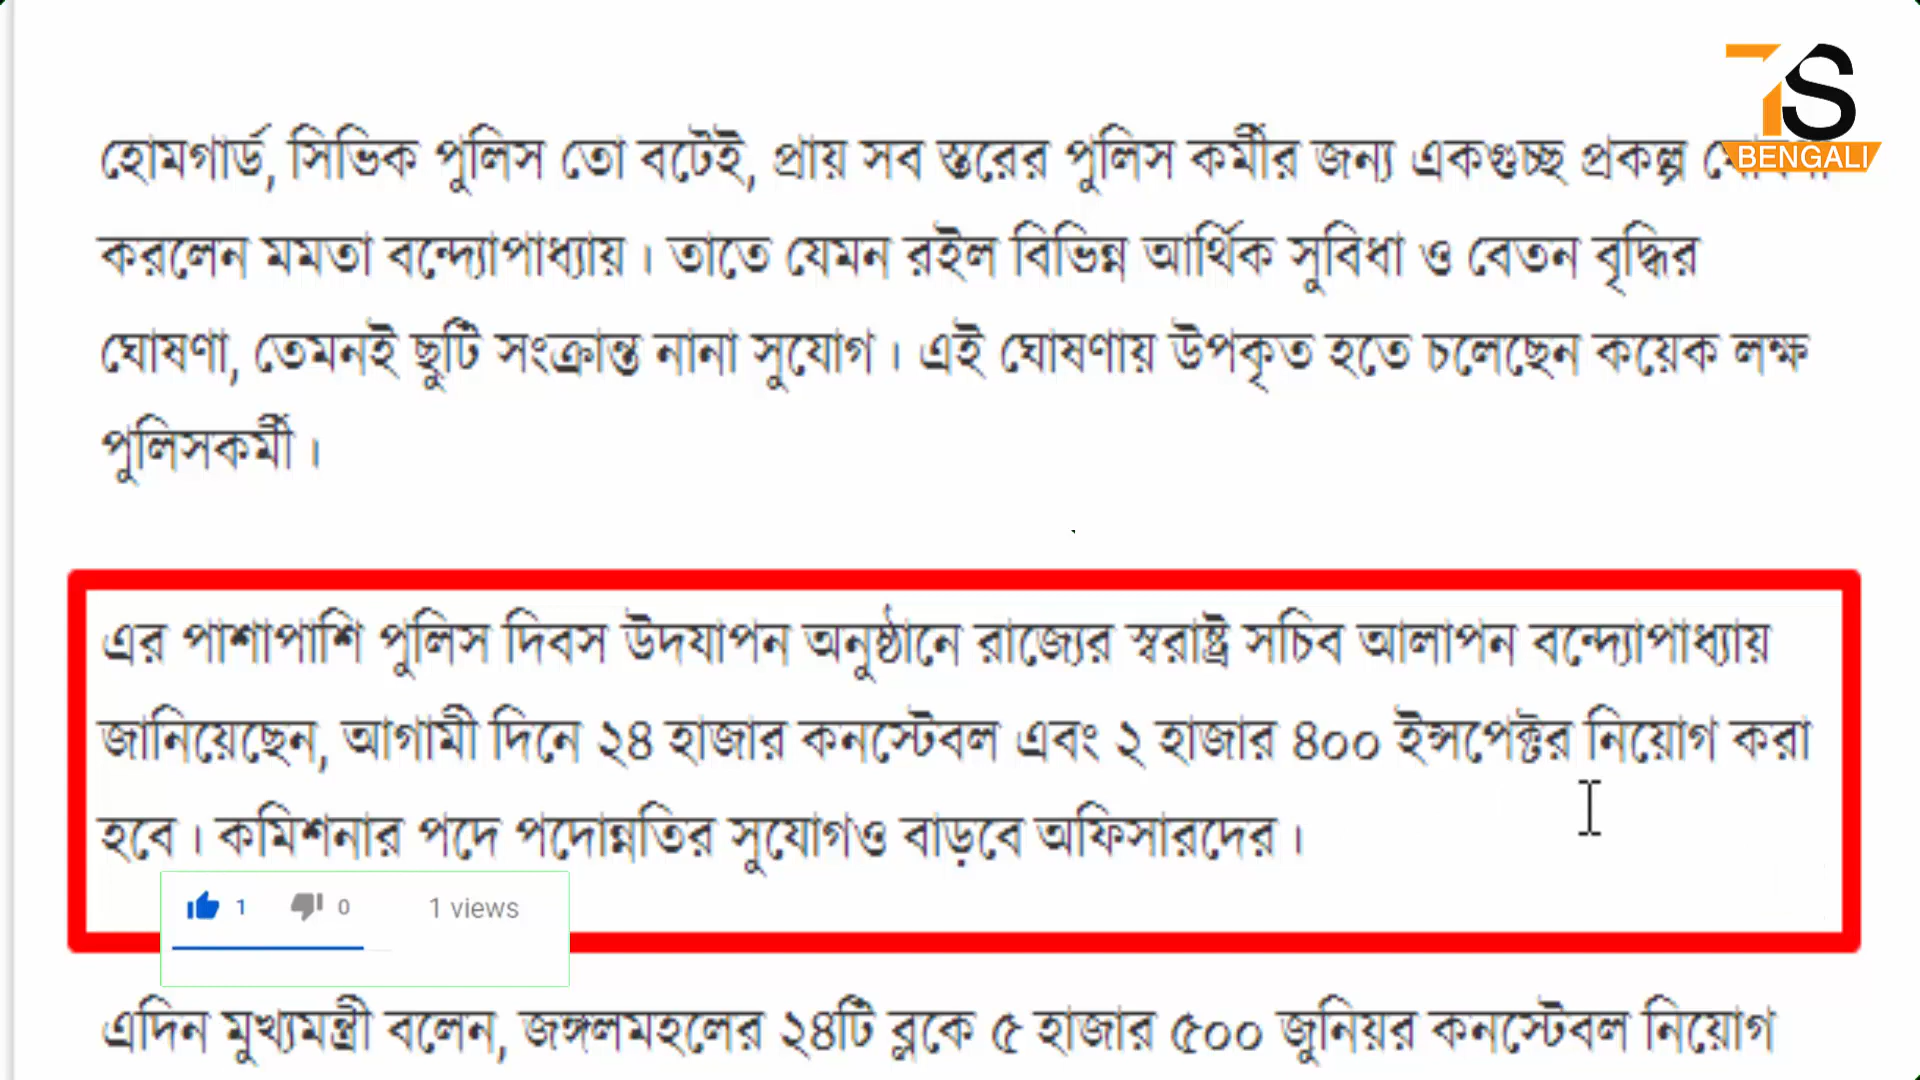 7S
BENGALI
হোমগার্ড, সিভিক পুলিস তো বটেই, প্রায় সব স্তরের পুলিস কর্মীর জন্য একগুচ্ছ প্রকল্প
করলেন মমতা বন্দ্যোপাধ্যায়। তাতে যেমন রইল বিভিন্ন আর্থিক সুবিধা ও বেতন বৃদ্ধির
ঘোষণা, তেমনই ছুটি সংক্রান্ত নানা সুযোগ। এই ঘোষণায় উপকৃত হতে চলেছেন কয়েক লক্ষ
পুলিসকর্মী।
এর পাশাপাশি পুলিস দিবস উদযাপন অনুষ্ঠানে রাজ্যের স্বরাষ্ট্র সচিব আলাপন বন্দ্যোপাধ্যায়
জানিয়েছেন, আগামী দিনে ২৪ হাজার কনস্টেবল এবং ২ হাজার ৪০০ ইন্সপেক্টর নিয়োগ করা
হবে। কমিশনার পদে পদোন্নতির সুযোগও বাড়বে অফিসারদের।
1 0 1 views
এদিন মুখ্যমন্ত্রী বলেন, জঙ্গলমহলের ২৪টি ব্লকে ৫ হাজার ৫০০ জুনিয়র কনস্টেবল নিয়োগ